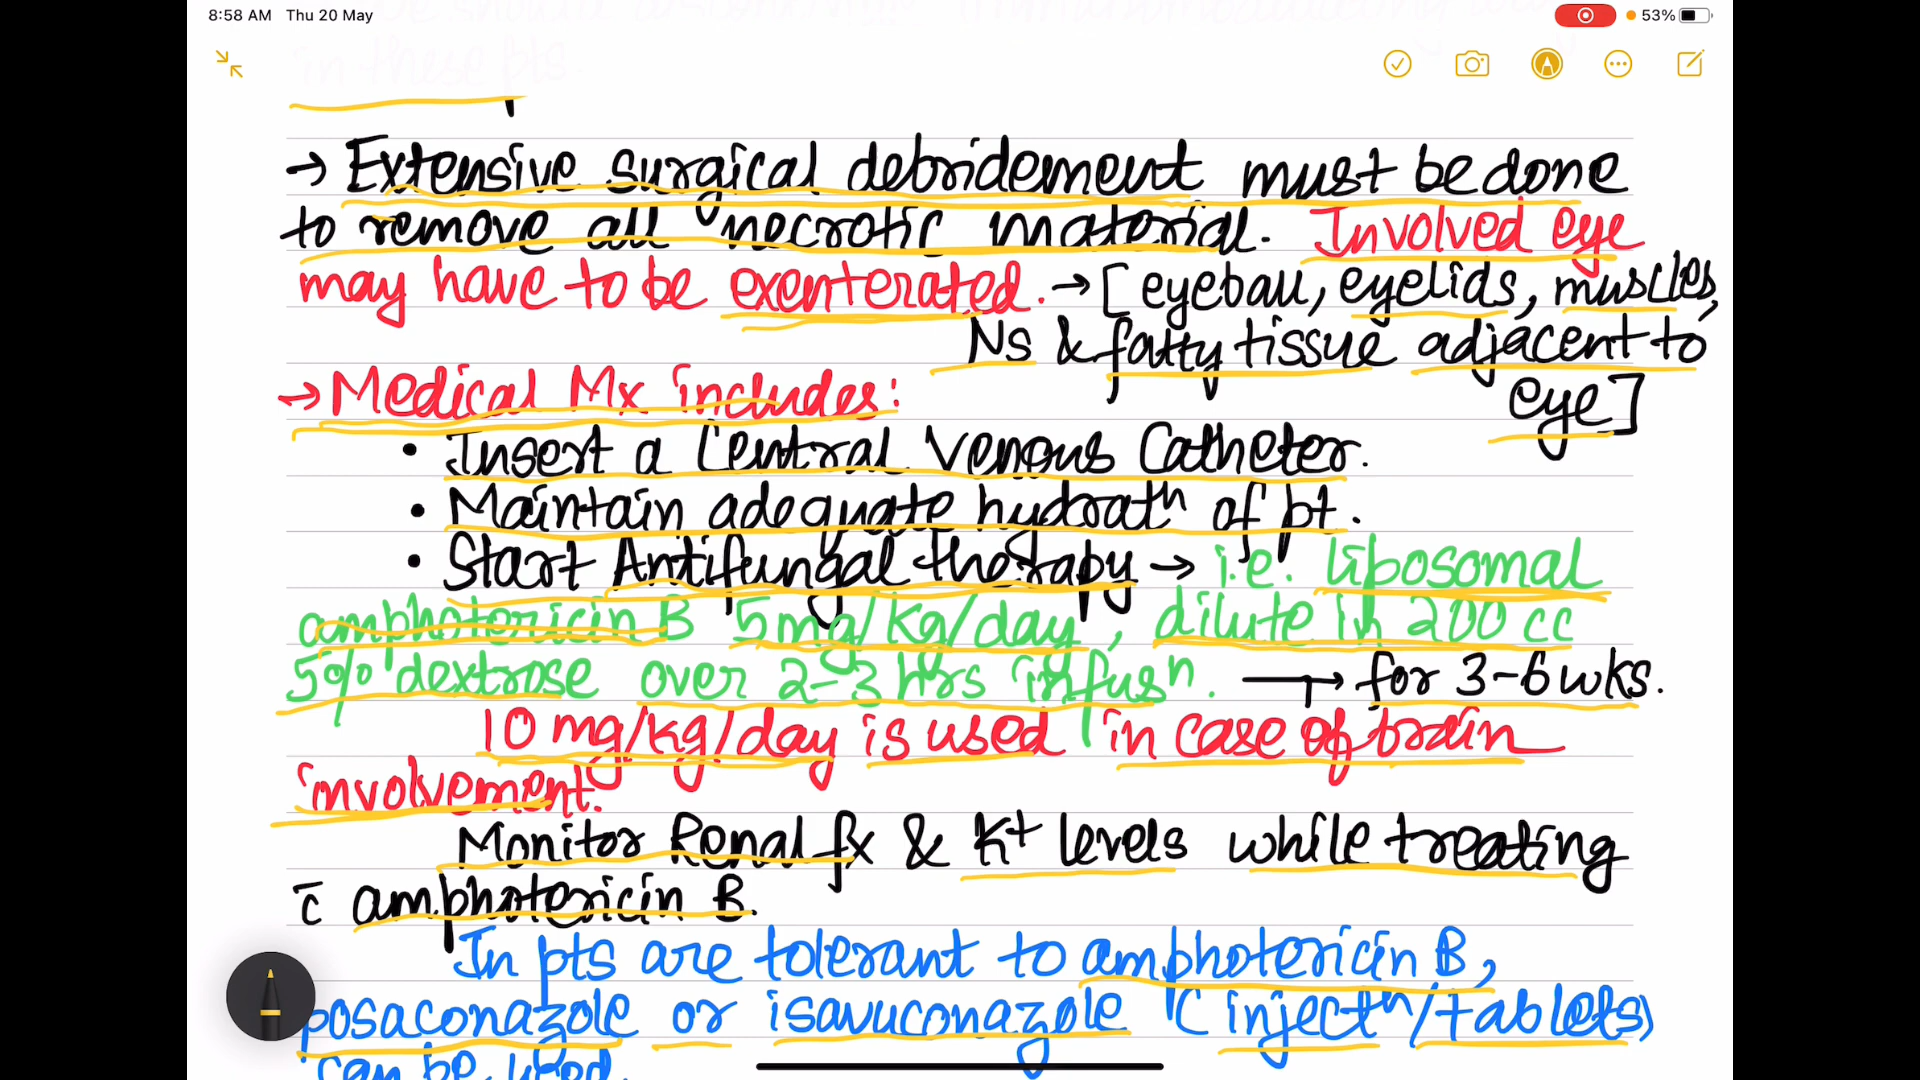 8:58 AM Thu 20 May
53%
in these pts.
→ Extensive surgical debridement must be done
to remove all necrotic material. Involved eye
may have to be exenterated. → [eyeball, eyelids, muscles,
Ns & fatty tissue adjacent to
eye]
→ Medical Mx includes:
• Insert a Central Venous Catheter.
• Maintain adequate hydratⁿ of pt.
• Start Antifungal therapy → i.e. liposomal
amphotericin B 5mg/kg/day, dilute in 200 cc
5% dextrose over 2-3 hrs infusⁿ. → for 3-6 wks.
10 mg/kg/day is used in case of brain
involvement.
Monitor Renal fx & K+ levels while treating
c̄ amphotericin B.
In pts are tolerant to amphotericin B,
posaconazole or isavuconazole (injectⁿ/tablets)
can be used.